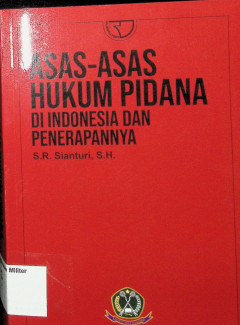 ASAS-ASAS
HUKUM PIDANA
DI INDONESIA DAN
PENERAPANNYA
S.R. Sianturi, S.H.
Militer